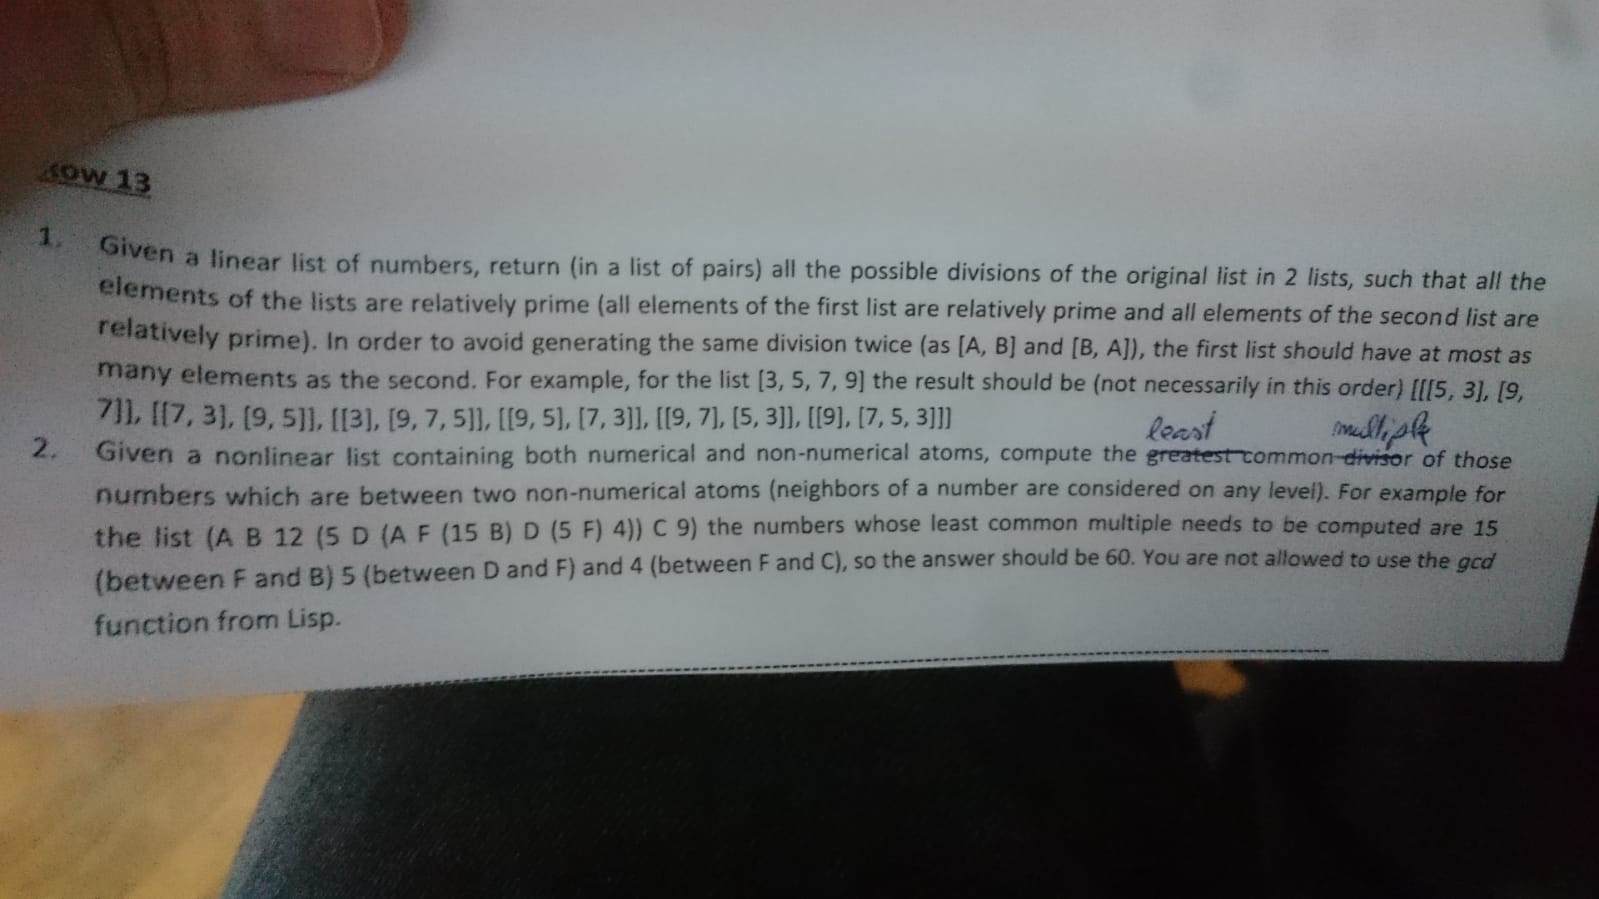 Row 13
1. Given a linear list of numbers, return (in a list of pairs) all the possible divisions of the original list in 2 lists, such that all the
elements of the lists are relatively prime (all elements of the first list are relatively prime and all elements of the second list are
relatively prime). In order to avoid generating the same division twice (as [A, B] and [B, A]), the first list should have at most as
many elements as the second. For example, for the list [3, 5, 7, 9] the result should be (not necessarily in this order) [[[5, 3], [9,
7]], [[7, 3], [9, 5]], [[3], [9, 7, 5]], [[9, 5], [7, 3]], [[9, 7], [5, 3]], [[9], [7, 5, 3]]]
least multiple
2. Given a nonlinear list containing both numerical and non-numerical atoms, compute the greatest common divisor of those
numbers which are between two non-numerical atoms (neighbors of a number are considered on any level). For example for
the list (A B 12 (5 D (A F (15 B) D (5 F) 4)) C 9) the numbers whose least common multiple needs to be computed are 15
(between F and B) 5 (between D and F) and 4 (between F and C), so the answer should be 60. You are not allowed to use the gcd
function from Lisp.